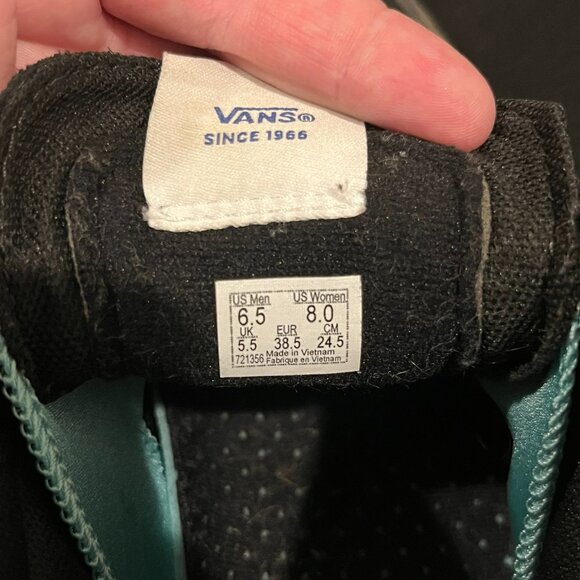 VANS®
SINCE 1966
US Men US Women
6.5 8.0
UK EUR CM
5.5 38.5 24.5
721356 Made in Vietnam
Fabrique en Vietnam